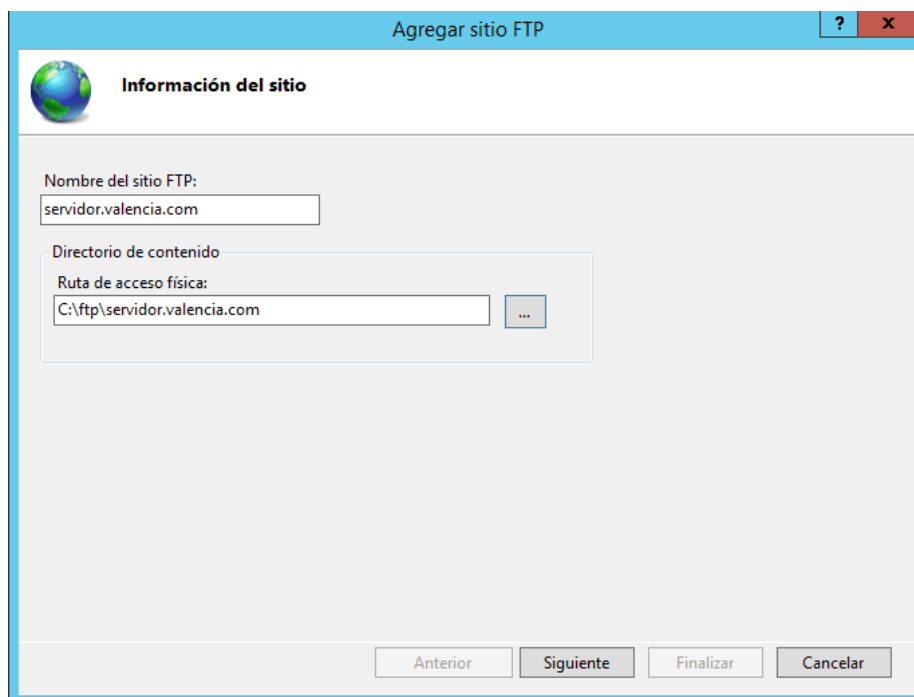 Agregar sitio FTP
?
x
Información del sitio
Nombre del sitio FTP:
servidor.valencia.com
Directorio de contenido
Ruta de acceso física:
C:\ftp\servidor.valencia.com
...
Anterior
Siguiente
Finalizar
Cancelar